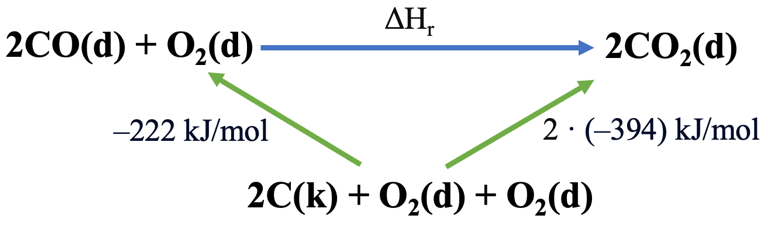 ΔHᵣ
2CO(d) + O₂(d) 2CO₂(d)
–222 kJ/mol 2 · (–394) kJ/mol
2C(k) + O₂(d) + O₂(d)